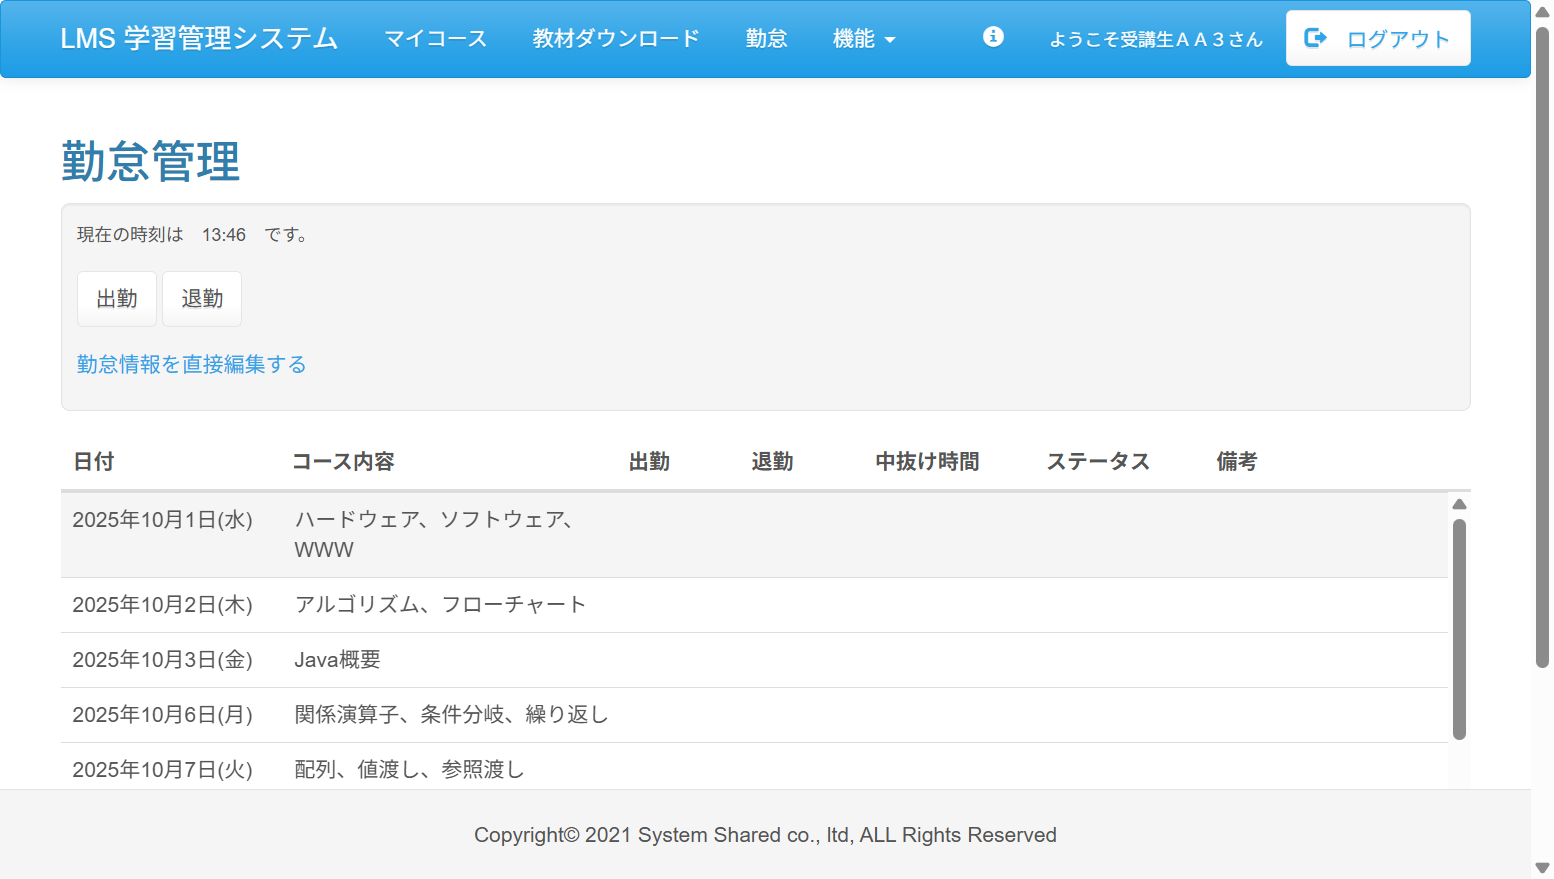 LMS 学習管理システム マイコース 教材ダウンロード 勤怠 機能 ようこそ受講生ＡＡ３さん ログアウト
勤怠管理
現在の時刻は 13:46 です。
出勤 退勤
勤怠情報を直接編集する
日付 コース内容 出勤 退勤 中抜け時間 ステータス 備考
2025年10月1日(水) ハードウェア、ソフトウェア、
WWW
2025年10月2日(木) アルゴリズム、フローチャート
2025年10月3日(金) Java概要
2025年10月6日(月) 関係演算子、条件分岐、繰り返し
2025年10月7日(火) 配列、値渡し、参照渡し
Copyright© 2021 System Shared co., ltd, ALL Rights Reserved